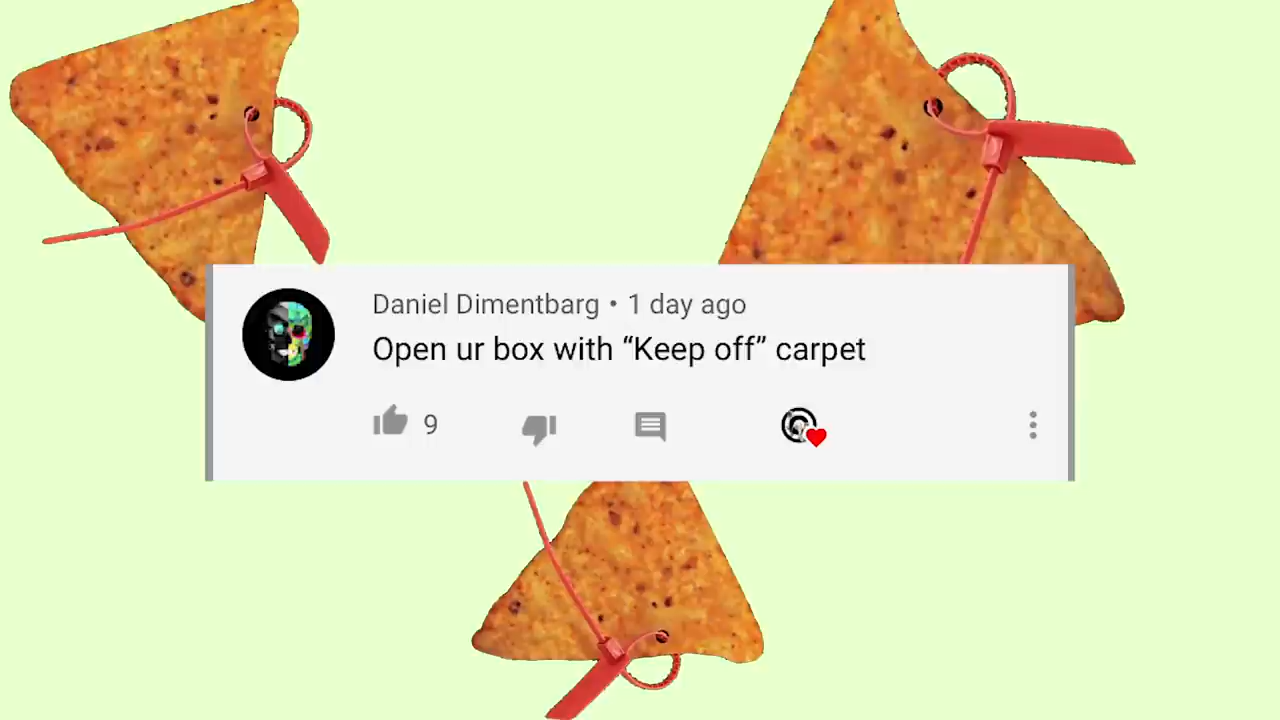 Daniel Dimentbarg • 1 day ago
Open ur box with “Keep off” carpet
9